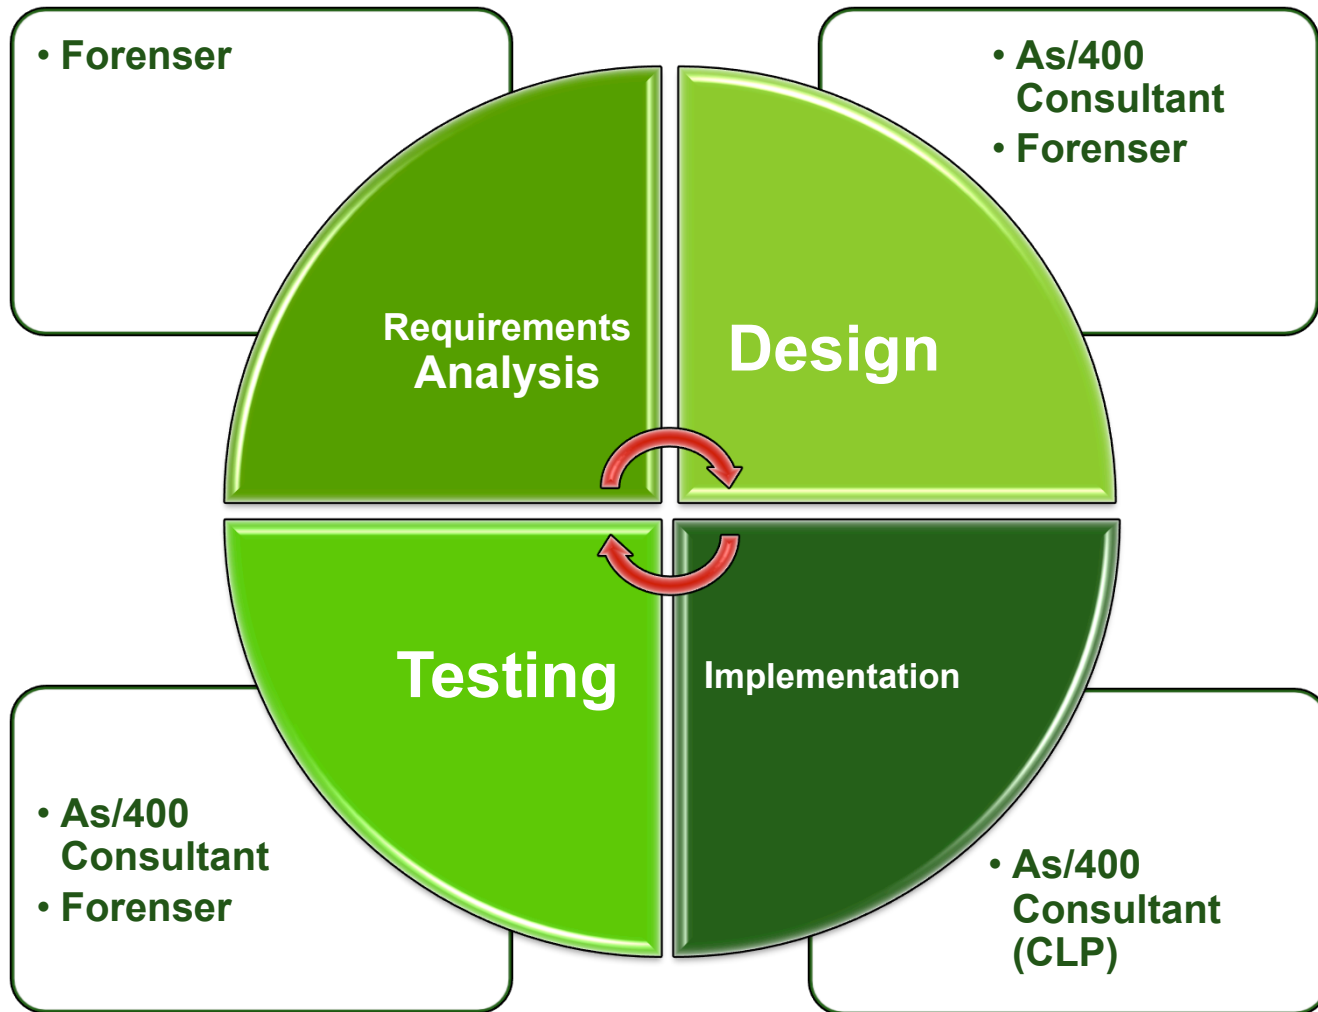 • Forenser
• As/400
Consultant
• Forenser
Requirements
Analysis
Design
Testing
Implementation
• As/400
Consultant
• Forenser
• As/400
Consultant
(CLP)